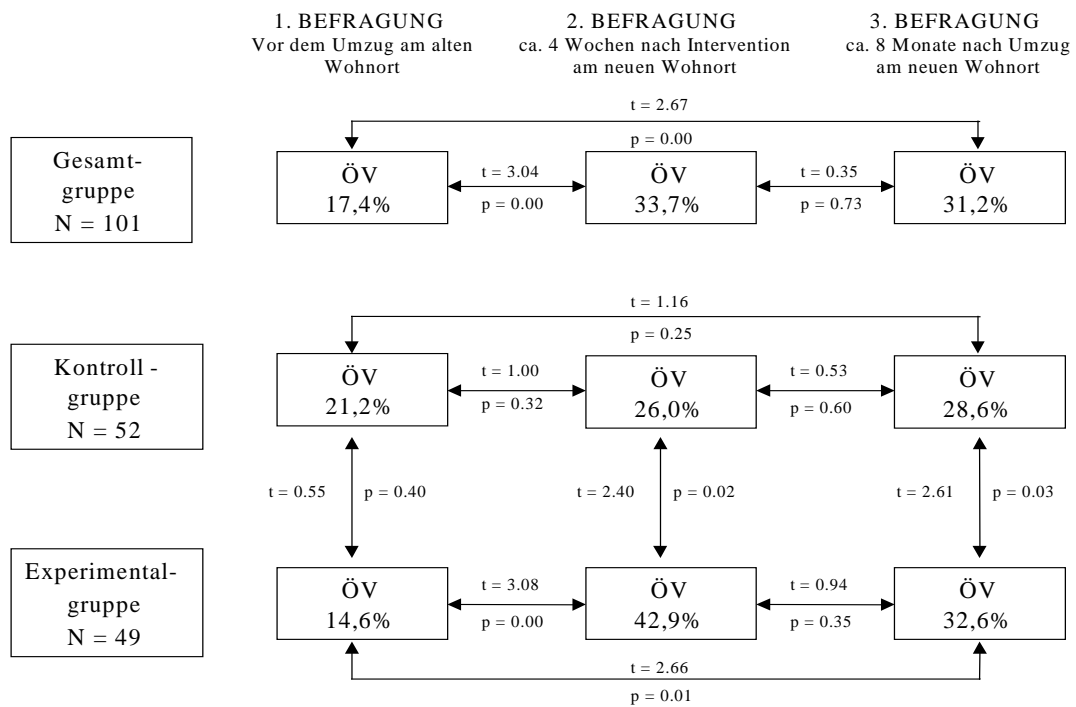 1. BEFRAGUNG
Vor dem Umzug am alten
Wohnort
2. BEFRAGUNG
ca. 4 Wochen nach Intervention
am neuen Wohnort
3. BEFRAGUNG
ca. 8 Monate nach Umzug
am neuen Wohnort
t = 2.67
p = 0.00
Gesamt-
gruppe
N = 101
ÖV
17,4%
t = 3.04
p = 0.00
ÖV
33,7%
t = 0.35
p = 0.73
ÖV
31,2%
t = 1.16
p = 0.25
Kontroll -
gruppe
N = 52
ÖV
21,2%
t = 1.00
p = 0.32
ÖV
26,0%
t = 0.53
p = 0.60
ÖV
28,6%
t = 0.55
p = 0.40
t = 2.40
p = 0.02
t = 2.61
p = 0.03
Experimental-
gruppe
N = 49
ÖV
14,6%
t = 3.08
p = 0.00
ÖV
42,9%
t = 0.94
p = 0.35
ÖV
32,6%
t = 2.66
p = 0.01